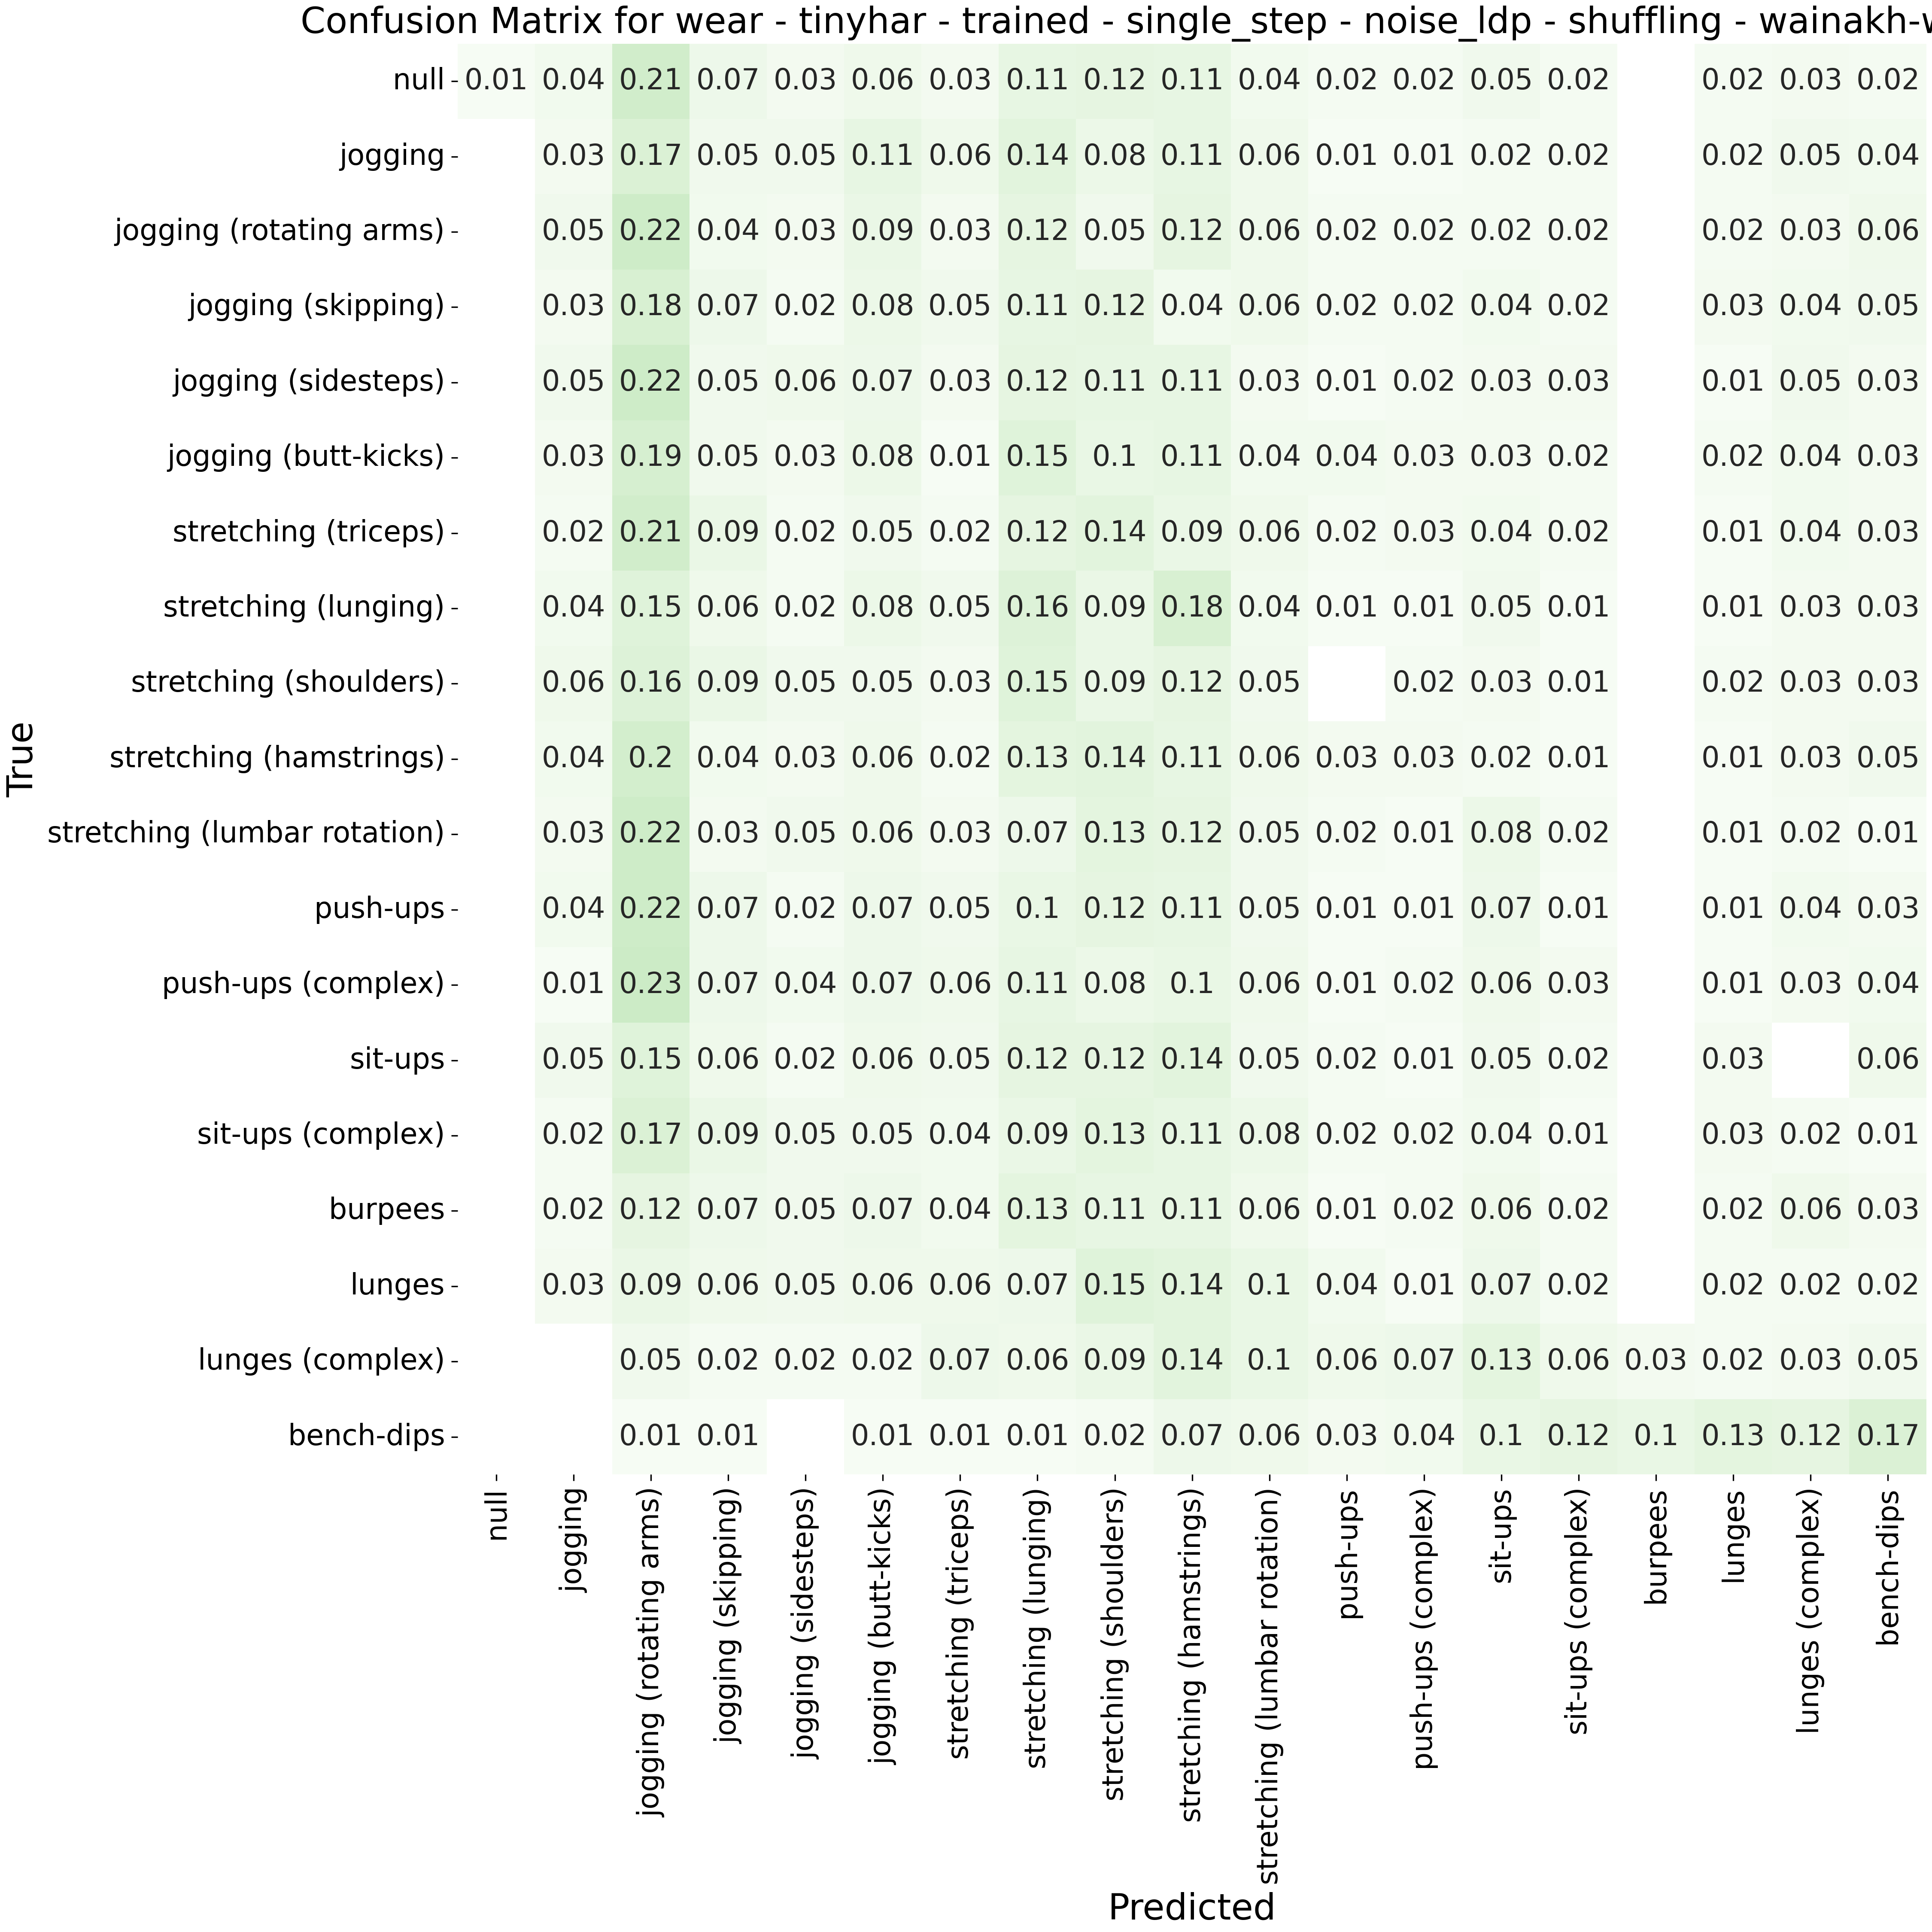 Confusion Matrix for wear - tinyhar - trained - single_step - noise_ldp - shuffling - wainakh-
null 0.01 0.04 0.21 0.07 0.03 0.06 0.03 0.11 0.12 0.11 0.04 0.02 0.02 0.05 0.02 0.02 0.03 0.02
jogging 0.03 0.17 0.05 0.05 0.11 0.06 0.14 0.08 0.11 0.06 0.01 0.01 0.02 0.02 0.02 0.05 0.04
jogging (rotating arms) 0.05 0.22 0.04 0.03 0.09 0.03 0.12 0.05 0.12 0.06 0.02 0.02 0.02 0.02 0.02 0.03 0.06
jogging (skipping) 0.03 0.18 0.07 0.02 0.08 0.05 0.11 0.12 0.04 0.06 0.02 0.02 0.04 0.02 0.03 0.04 0.05
jogging (sidesteps) 0.05 0.22 0.05 0.06 0.07 0.03 0.12 0.11 0.11 0.03 0.01 0.02 0.03 0.03 0.01 0.05 0.03
jogging (butt-kicks) 0.03 0.19 0.05 0.03 0.08 0.01 0.15 0.1 0.11 0.04 0.04 0.03 0.03 0.02 0.02 0.04 0.03
stretching (triceps) 0.02 0.21 0.09 0.02 0.05 0.02 0.12 0.14 0.09 0.06 0.02 0.03 0.04 0.02 0.01 0.04 0.03
stretching (lunging) 0.04 0.15 0.06 0.02 0.08 0.05 0.16 0.09 0.18 0.04 0.01 0.01 0.05 0.01 0.01 0.03 0.03
stretching (shoulders) 0.06 0.16 0.09 0.05 0.05 0.03 0.15 0.09 0.12 0.05 0.02 0.03 0.01 0.02 0.03 0.03
stretching (hamstrings) 0.04 0.2 0.04 0.03 0.06 0.02 0.13 0.14 0.11 0.06 0.03 0.03 0.02 0.01 0.01 0.03 0.05
stretching (lumbar rotation) 0.03 0.22 0.03 0.05 0.06 0.03 0.07 0.13 0.12 0.05 0.02 0.01 0.08 0.02 0.01 0.02 0.01
push-ups 0.04 0.22 0.07 0.02 0.07 0.05 0.1 0.12 0.11 0.05 0.01 0.01 0.07 0.01 0.01 0.04 0.03
push-ups (complex) 0.01 0.23 0.07 0.04 0.07 0.06 0.11 0.08 0.1 0.06 0.01 0.02 0.06 0.03 0.01 0.03 0.04
sit-ups 0.05 0.15 0.06 0.02 0.06 0.05 0.12 0.12 0.14 0.05 0.02 0.01 0.05 0.02 0.03 0.06
sit-ups (complex) 0.02 0.17 0.09 0.05 0.05 0.04 0.09 0.13 0.11 0.08 0.02 0.02 0.04 0.01 0.03 0.02 0.01
burpees 0.02 0.12 0.07 0.05 0.07 0.04 0.13 0.11 0.11 0.06 0.01 0.02 0.06 0.02 0.02 0.06 0.03
lunges 0.03 0.09 0.06 0.05 0.06 0.06 0.07 0.15 0.14 0.1 0.04 0.01 0.07 0.02 0.02 0.02 0.02
lunges (complex) 0.05 0.02 0.02 0.02 0.07 0.06 0.09 0.14 0.1 0.06 0.07 0.13 0.06 0.03 0.02 0.03 0.05
bench-dips 0.01 0.01 0.01 0.01 0.01 0.02 0.07 0.06 0.03 0.04 0.1 0.12 0.1 0.13 0.12 0.17
True
null
jogging
jogging (rotating arms)
jogging (skipping)
jogging (sidesteps)
jogging (butt-kicks)
stretching (triceps)
stretching (lunging)
stretching (shoulders)
stretching (hamstrings)
stretching (lumbar rotation)
push-ups
push-ups (complex)
sit-ups
sit-ups (complex)
burpees
lunges
lunges (complex)
bench-dips
Predicted